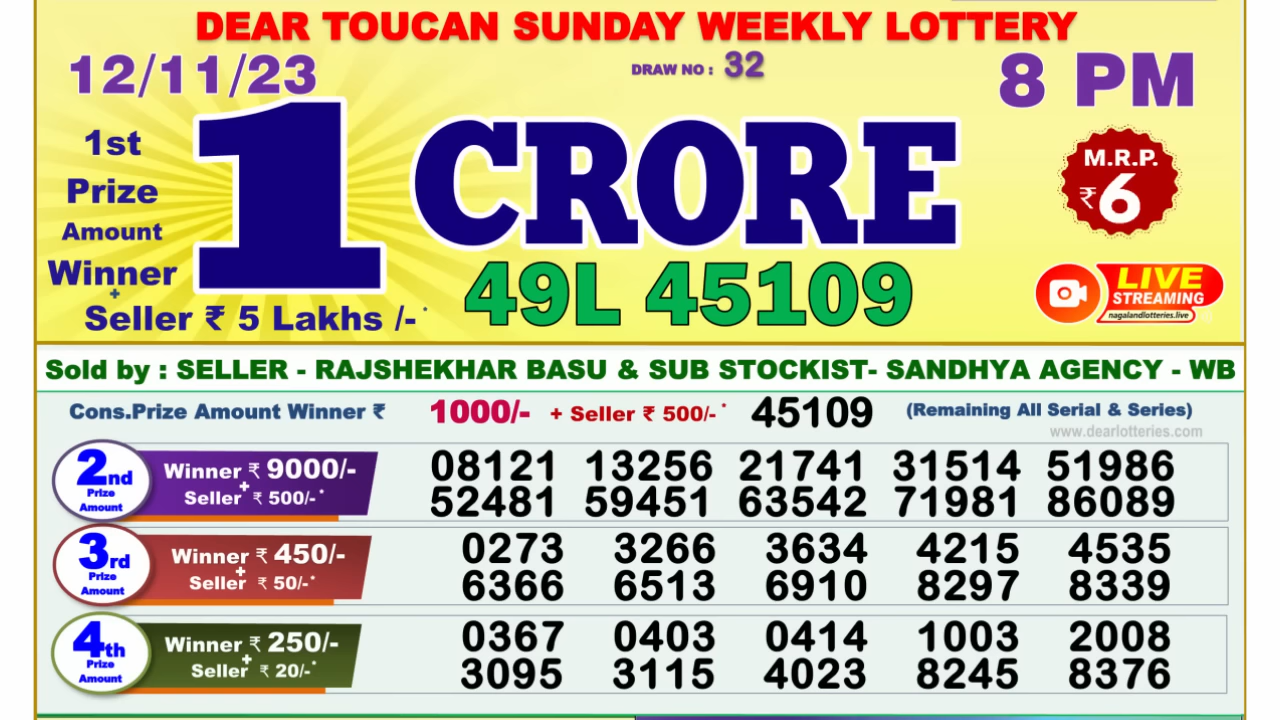 DEAR TOUCAN SUNDAY WEEKLY LOTTERY
12/11/23
DRAW NO : 32
8 PM
1st
Prize
Amount
Winner
+
Seller ₹ 5 Lakhs /-*
1 CRORE
49L 45109
M.R.P.
₹6
LIVE
STREAMING
nagalandlotteries.live
Sold by : SELLER - RAJSHEKHAR BASU & SUB STOCKIST- SANDHYA AGENCY - WB
Cons.Prize Amount Winner ₹ 1000/- + Seller ₹ 500/-* 45109 (Remaining All Serial & Series)
www.dearlotteries.com
2nd
Prize
Amount
Winner ₹ 9000/-
+
Seller ₹ 500/-*
08121 13256 21741 31514 51986
52481 59451 63542 71981 86089
3rd
Prize
Amount
Winner ₹ 450/-
+
Seller ₹ 50/-*
0273 3266 3634 4215 4535
6366 6513 6910 8297 8339
4th
Prize
Amount
Winner ₹ 250/-
+
Seller ₹ 20/-*
0367 0403 0414 1003 2008
3095 3115 4023 8245 8376